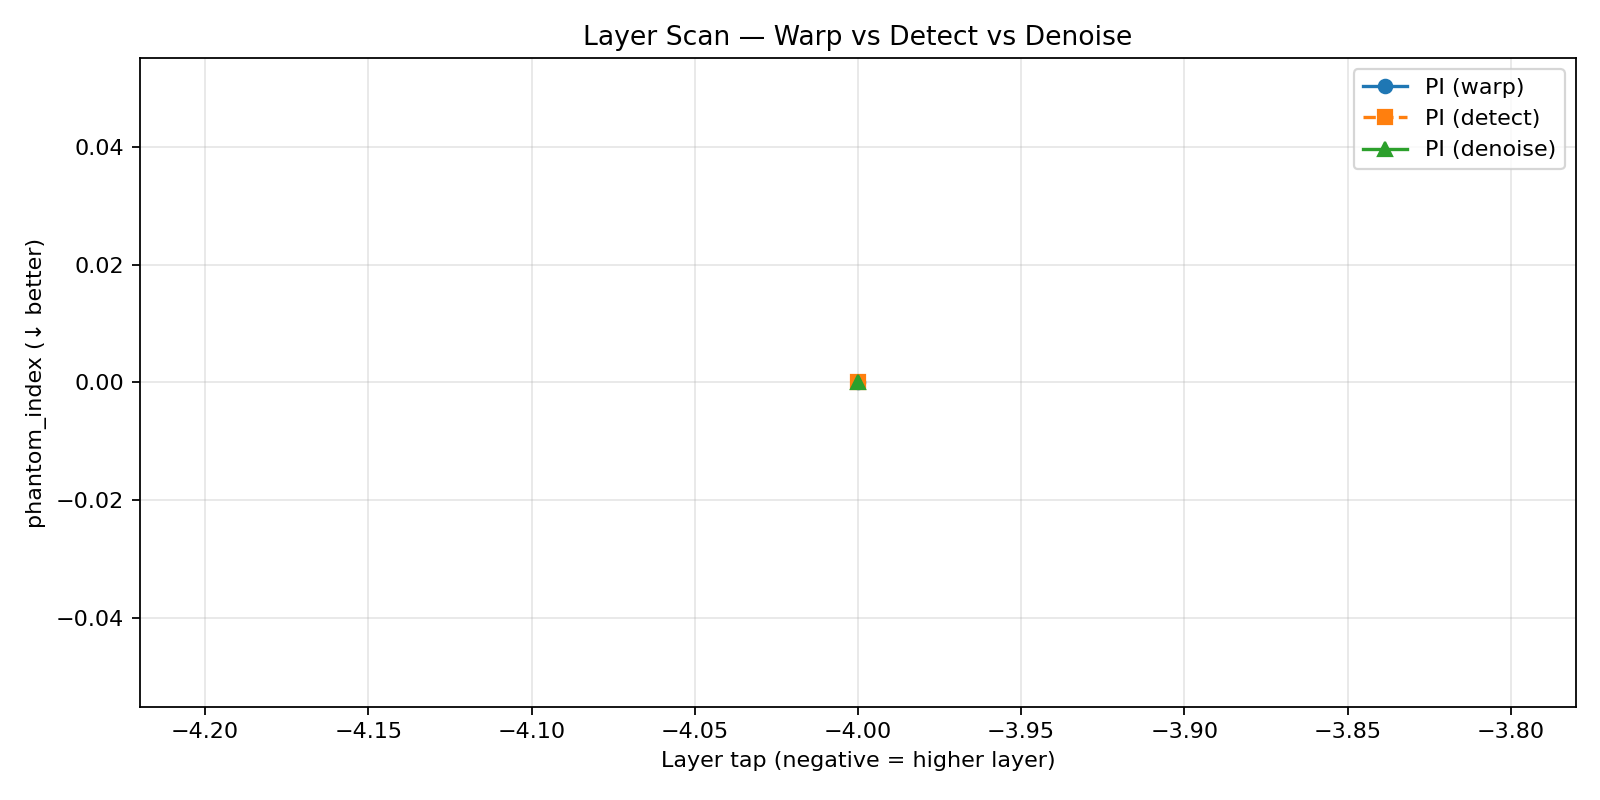 Layer Scan — Warp vs Detect vs Denoise
PI (warp)
PI (detect)
PI (denoise)
phantom_index (↓ better)
0.04
0.02
0.00
−0.02
−0.04
−4.20 −4.15 −4.10 −4.05 −4.00 −3.95 −3.90 −3.85 −3.80
Layer tap (negative = higher layer)